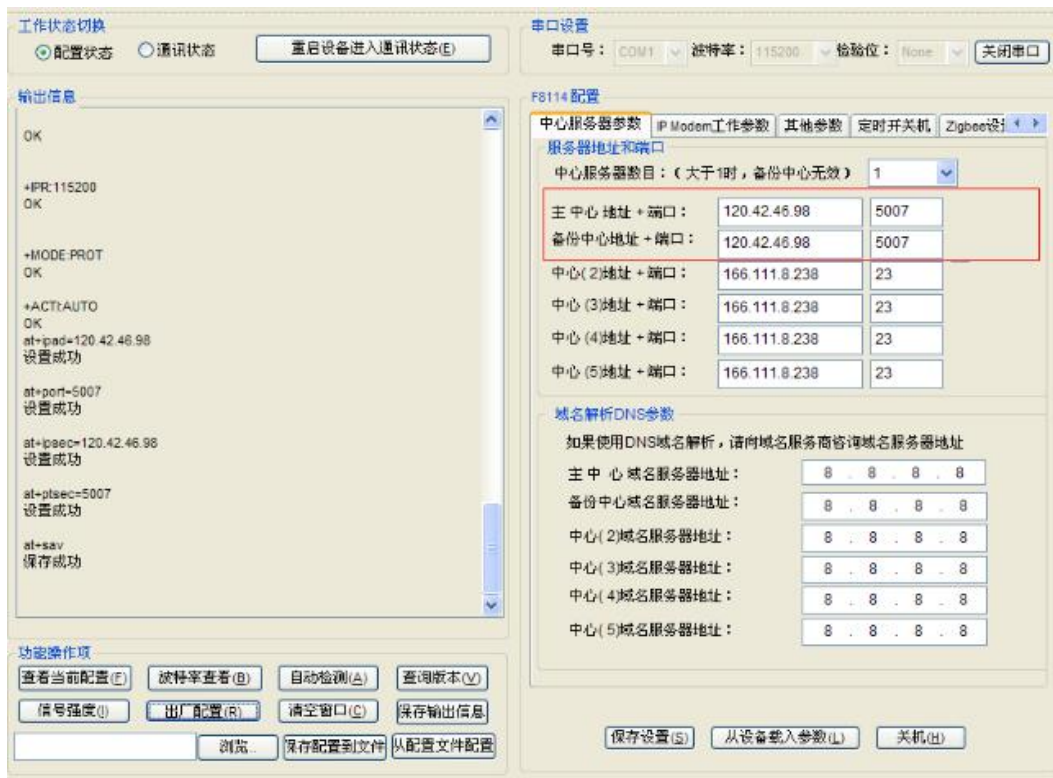 工作状态切换
配置状态 通讯状态 重启设备进入通讯状态(E)
输出信息
OK
+IPR:115200
OK
+MODE:PROT
OK
+ACTI:AUTO
OK
at+ipad=120.42.46.98
设置成功
at+port=5007
设置成功
at+ipsec=120.42.46.98
设置成功
at+ptsec=5007
设置成功
at+sav
保存成功
功能操作项
查看当前配置(F) 波特率查看(B) 自动检测(A) 查询版本(V)
信号强度(I) 出厂配置(R) 清空窗口(C) 保存输出信息
浏览... 保存配置到文件 从配置文件配置
串口设置
串口号: COM1 波特率: 115200 检验位: None 关闭串口
F8114 配置
中心服务器参数 IP Modem工作参数 其他参数 定时开关机 Zigbee设
服务器地址和端口
中心服务器数目:(大于1时,备份中心无效) 1
主 中心 地址 + 端口: 120.42.46.98 5007
备份中心地址 + 端口: 120.42.46.98 5007
中心( 2)地址 + 端口: 166.111.8.238 23
中心 (3)地址 + 端口: 166.111.8.238 23
中心 (4)地址 + 端口: 166.111.8.238 23
中心 (5)地址 + 端口: 166.111.8.238 23
域名解析DNS参数
如果使用DNS域名解析,请向域名服务商咨询域名服务器地址
主 中 心 域名服务器地址: 8 . 8 . 8 . 8
备份中心域名服务器地址: 8 . 8 . 8 . 8
中心( 2)域名服务器地址: 8 . 8 . 8 . 8
中心( 3)域名服务器地址: 8 . 8 . 8 . 8
中心( 4)域名服务器地址: 8 . 8 . 8 . 8
中心( 5)域名服务器地址: 8 . 8 . 8 . 8
保存设置(S) 从设备载入参数(L) 关机(H)